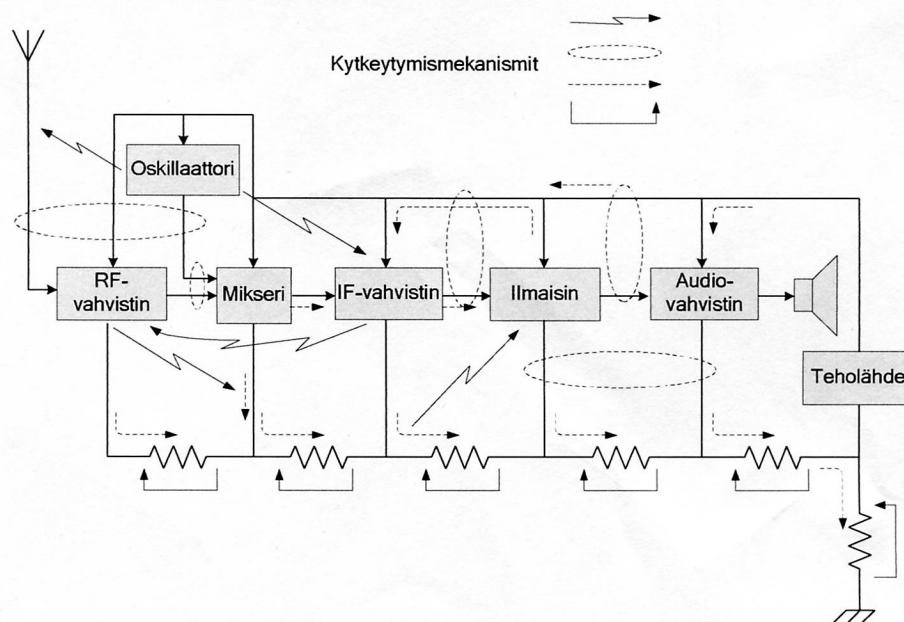 Kytkeytymismekanismit
Oskillaattori
RF-
vahvistin
Mikseri
IF-vahvistin
Ilmaisin
Audio-
vahvistin
Teholähde